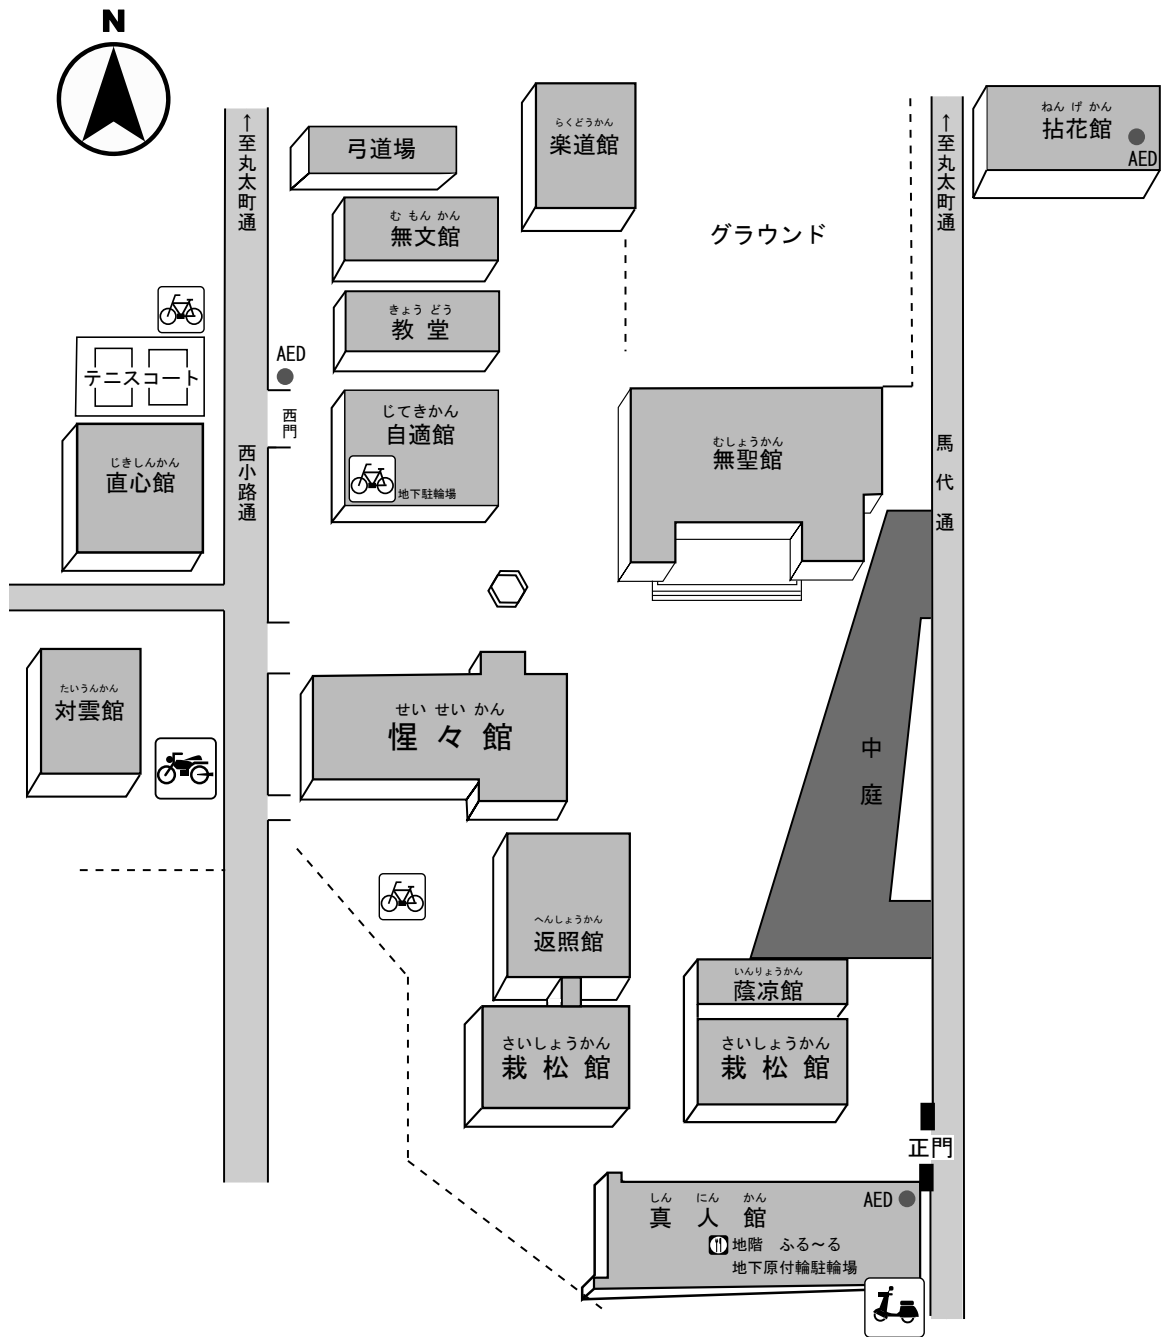 N
↑至丸太町通
弓道場
らくどうかん
楽道館
↑至丸太町通
ねん げ かん
拈花館
AED
む もん かん
無文館
グラウンド
きょう どう
教 堂
AED
テニスコート
西門
じてきかん
自適館
地下駐輪場
むしょうかん
無聖館
馬代通
じきしんかん
直心館
西小路通
たいうんかん
対雲館
せい せい かん
惺 々 館
中庭
へんしょうかん
返照館
いんりょうかん
蔭凉館
さいしょうかん
栽 松 館
さいしょうかん
栽 松 館
正門
しん にん かん
真 人 館
AED
地階 ふる〜る
地下原付輪駐輪場